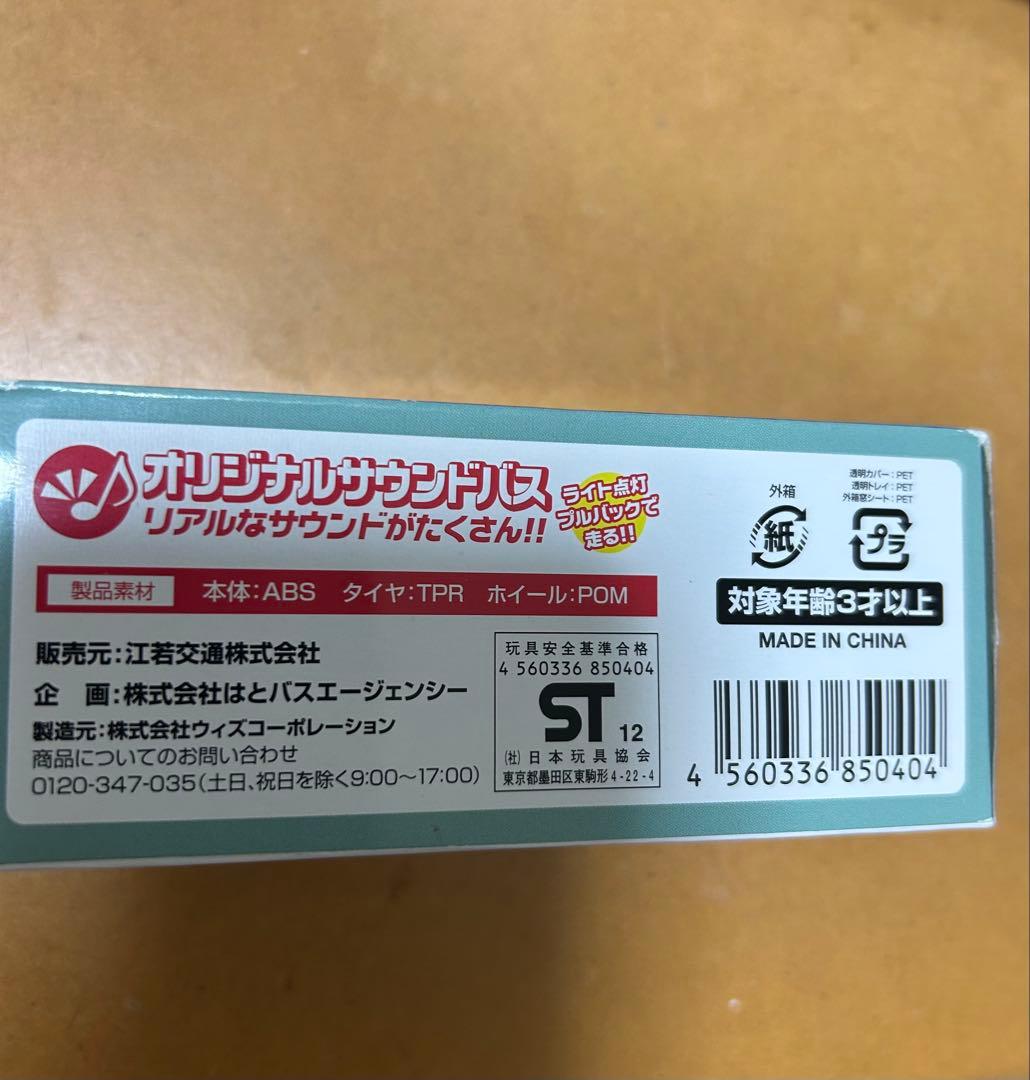 オリジナルサウンドバス
リアルなサウンドがたくさん!!
ライト点灯
プルバックで
走る!!
製品素材 本体:ABS タイヤ:TPR ホイール:POM
販売元:江若交通株式会社
企 画:株式会社はとバスエージェンシー
製造元:株式会社ウィズコーポレーション
商品についてのお問い合わせ
0120-347-035(土日、祝日を除く9:00〜17:00)
玩具安全基準合格
4 560336 850404
ST 12
(社)日本玩具協会
東京都墨田区東駒形4-22-4
外箱
紙
透明カバー:PET
透明トレイ:PET
外箱窓シート:PET
プラ
対象年齢3才以上
MADE IN CHINA
4 560336 850404